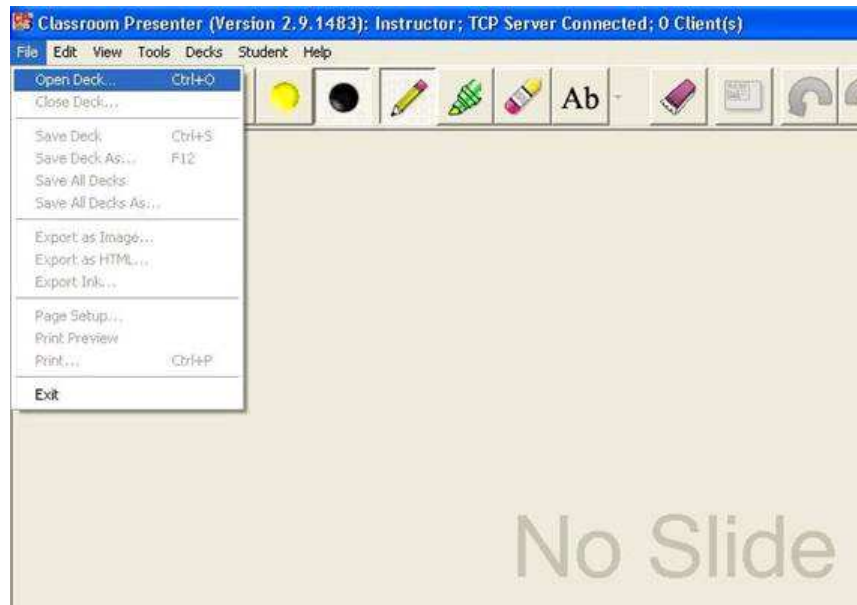 Classroom Presenter (Version 2.9.1483): Instructor; TCP Server Connected; 0 Client(s)
File Edit View Tools Decks Student Help
Open Deck... Ctrl+O
Close Deck...
Ab
Save Deck Ctrl+S
Save Deck As... F12
Save All Decks
Save All Decks As...
Export as Image...
Export as HTML...
Export Ink...
Page Setup...
Print Preview
Print... Ctrl+P
Exit
No Slide